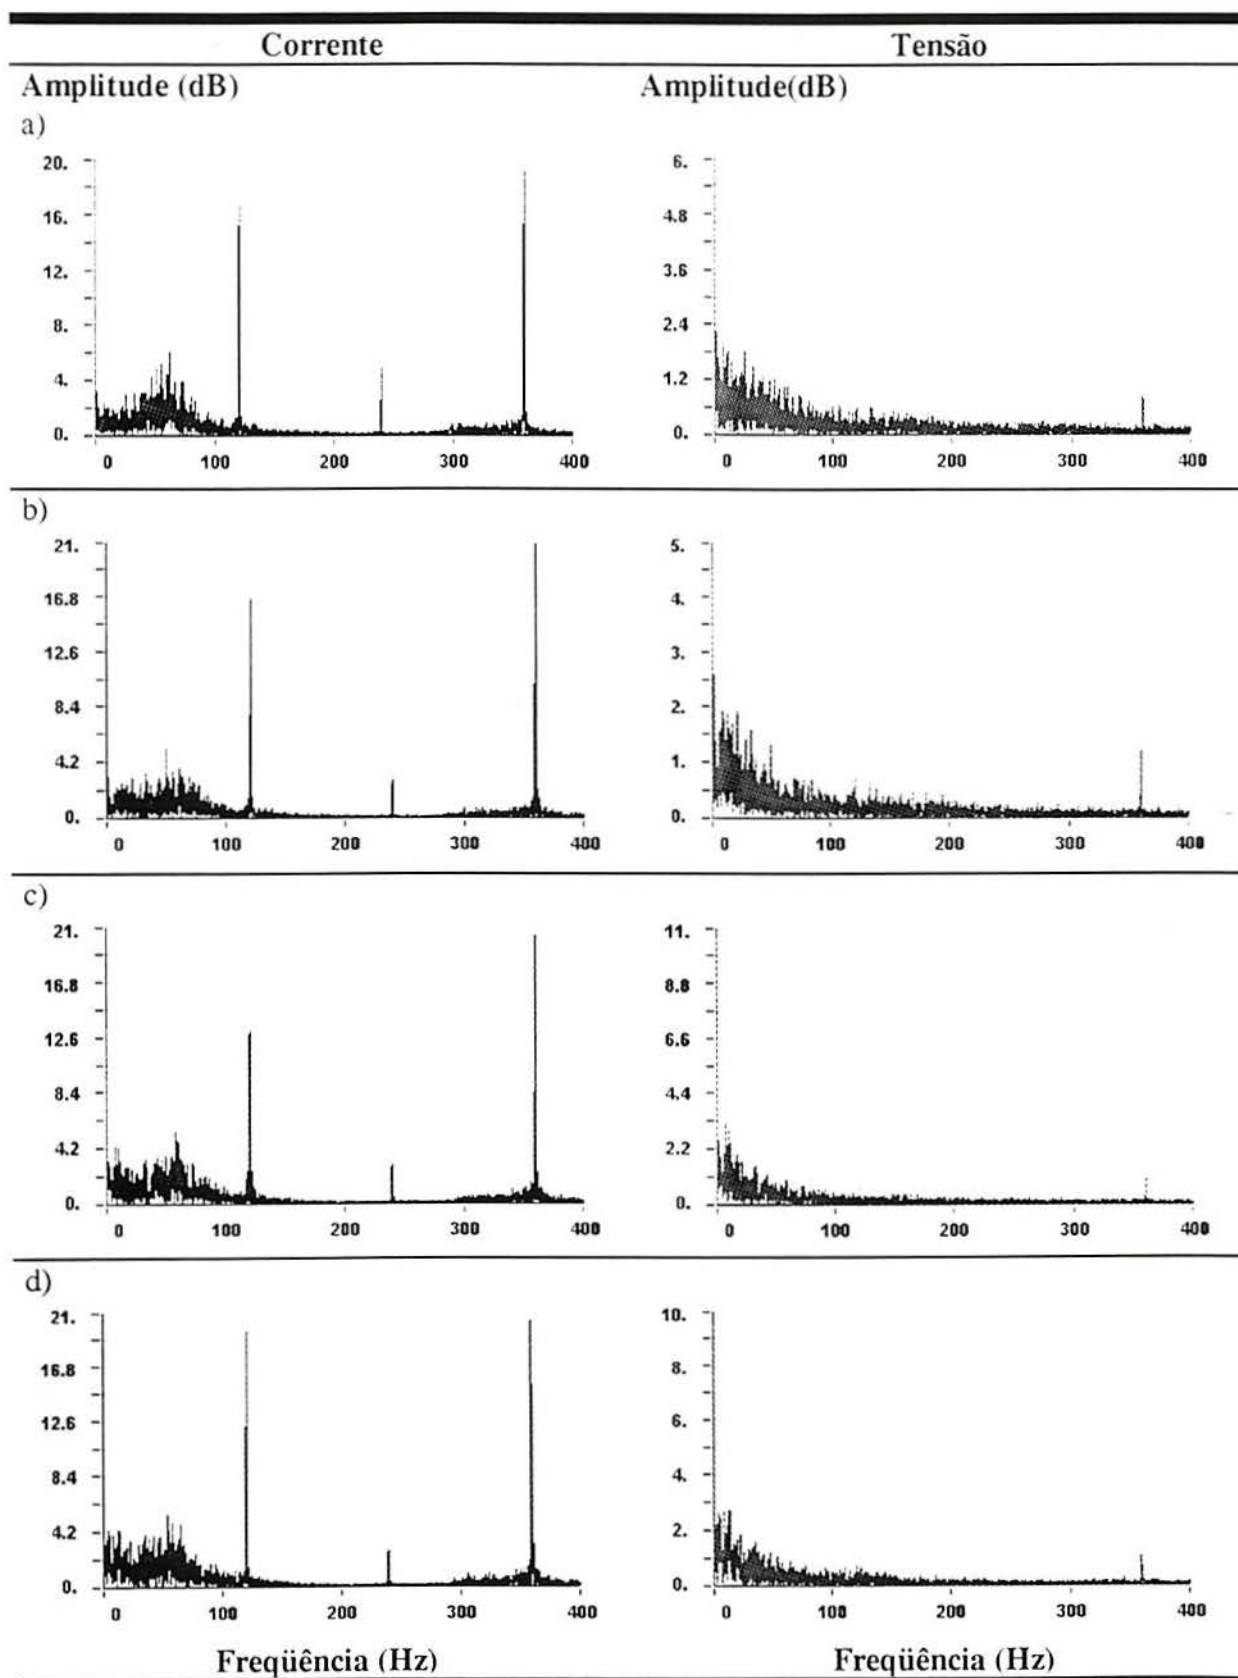 Corrente Tensão
Amplitude (dB) Amplitude(dB)
a)
20. 6.
16. 4.8
12. 3.6
8. 2.4
4. 1.2
0. 0.
0 100 200 300 400 0 100 200 300 400
b)
21. 5.
16.8 4.
12.6 3.
8.4 2.
4.2 1.
0. 0.
0 100 200 300 400 0 100 200 300 400
c)
21. 11.
16.8 8.8
12.6 6.6
8.4 4.4
4.2 2.2
0. 0.
0 100 200 300 400 0 100 200 300 400
d)
21. 10.
16.8 8.
12.6 6.
8.4 4.
4.2 2.
0. 0.
0 100 200 300 400 0 100 200 300 400
Freqüência (Hz) Freqüência (Hz)